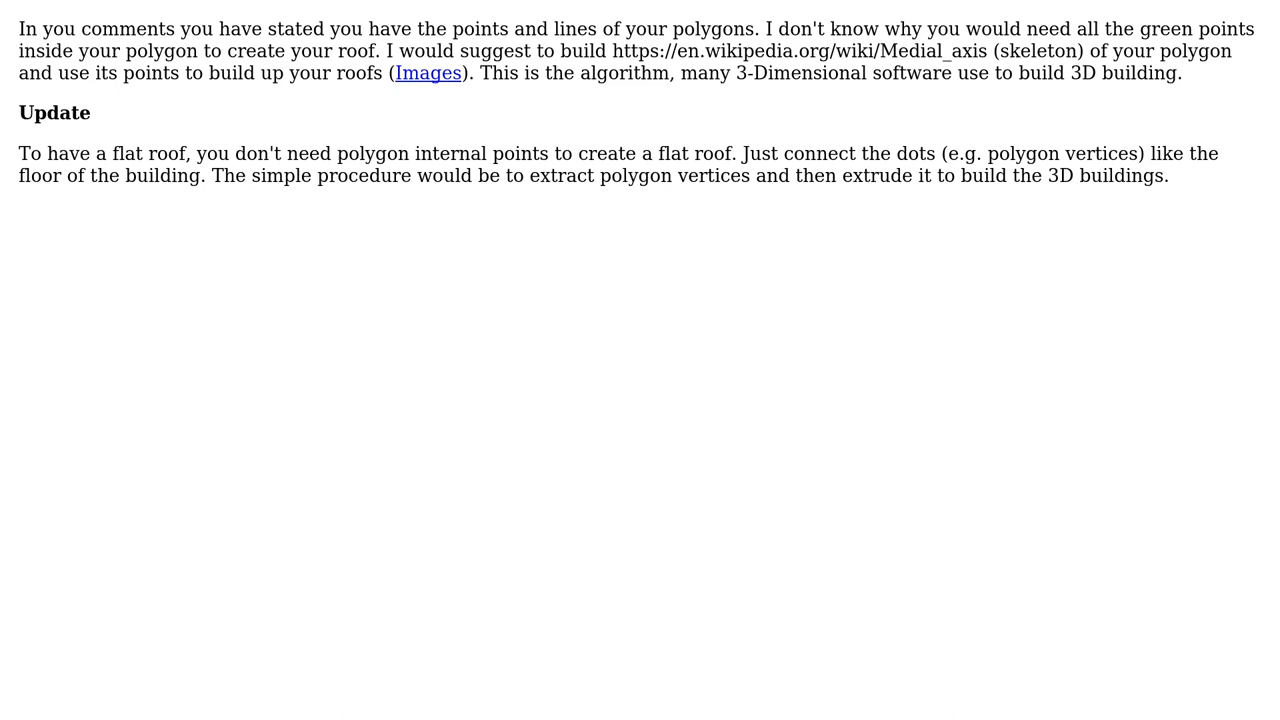 In you comments you have stated you have the points and lines of your polygons. I don't know why you would need all the green points
inside your polygon to create your roof. I would suggest to build https://en.wikipedia.org/wiki/Medial_axis (skeleton) of your polygon
and use its points to build up your roofs (Images). This is the algorithm, many 3-Dimensional software use to build 3D building.
Update
To have a flat roof, you don't need polygon internal points to create a flat roof. Just connect the dots (e.g. polygon vertices) like the
floor of the building. The simple procedure would be to extract polygon vertices and then extrude it to build the 3D buildings.